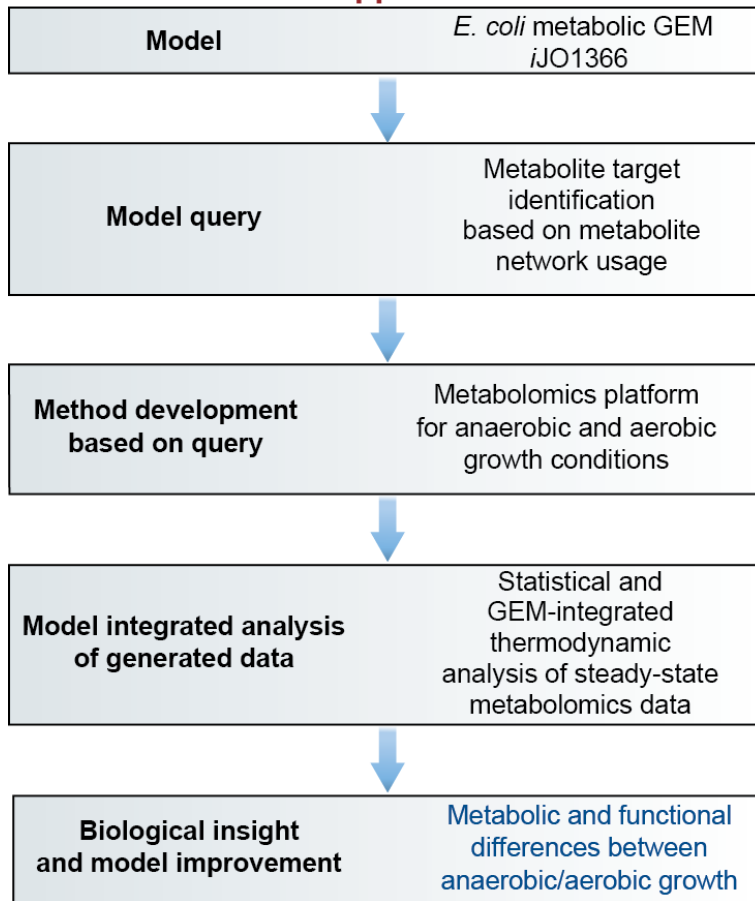 Model
E. coli metabolic GEM
iJO1366
Model query
Metabolite target
identification
based on metabolite
network usage
Method development
based on query
Metabolomics platform
for anaerobic and aerobic
growth conditions
Model integrated analysis
of generated data
Statistical and
GEM-integrated
thermodynamic
analysis of steady-state
metabolomics data
Biological insight
and model improvement
Metabolic and functional
differences between
anaerobic/aerobic growth